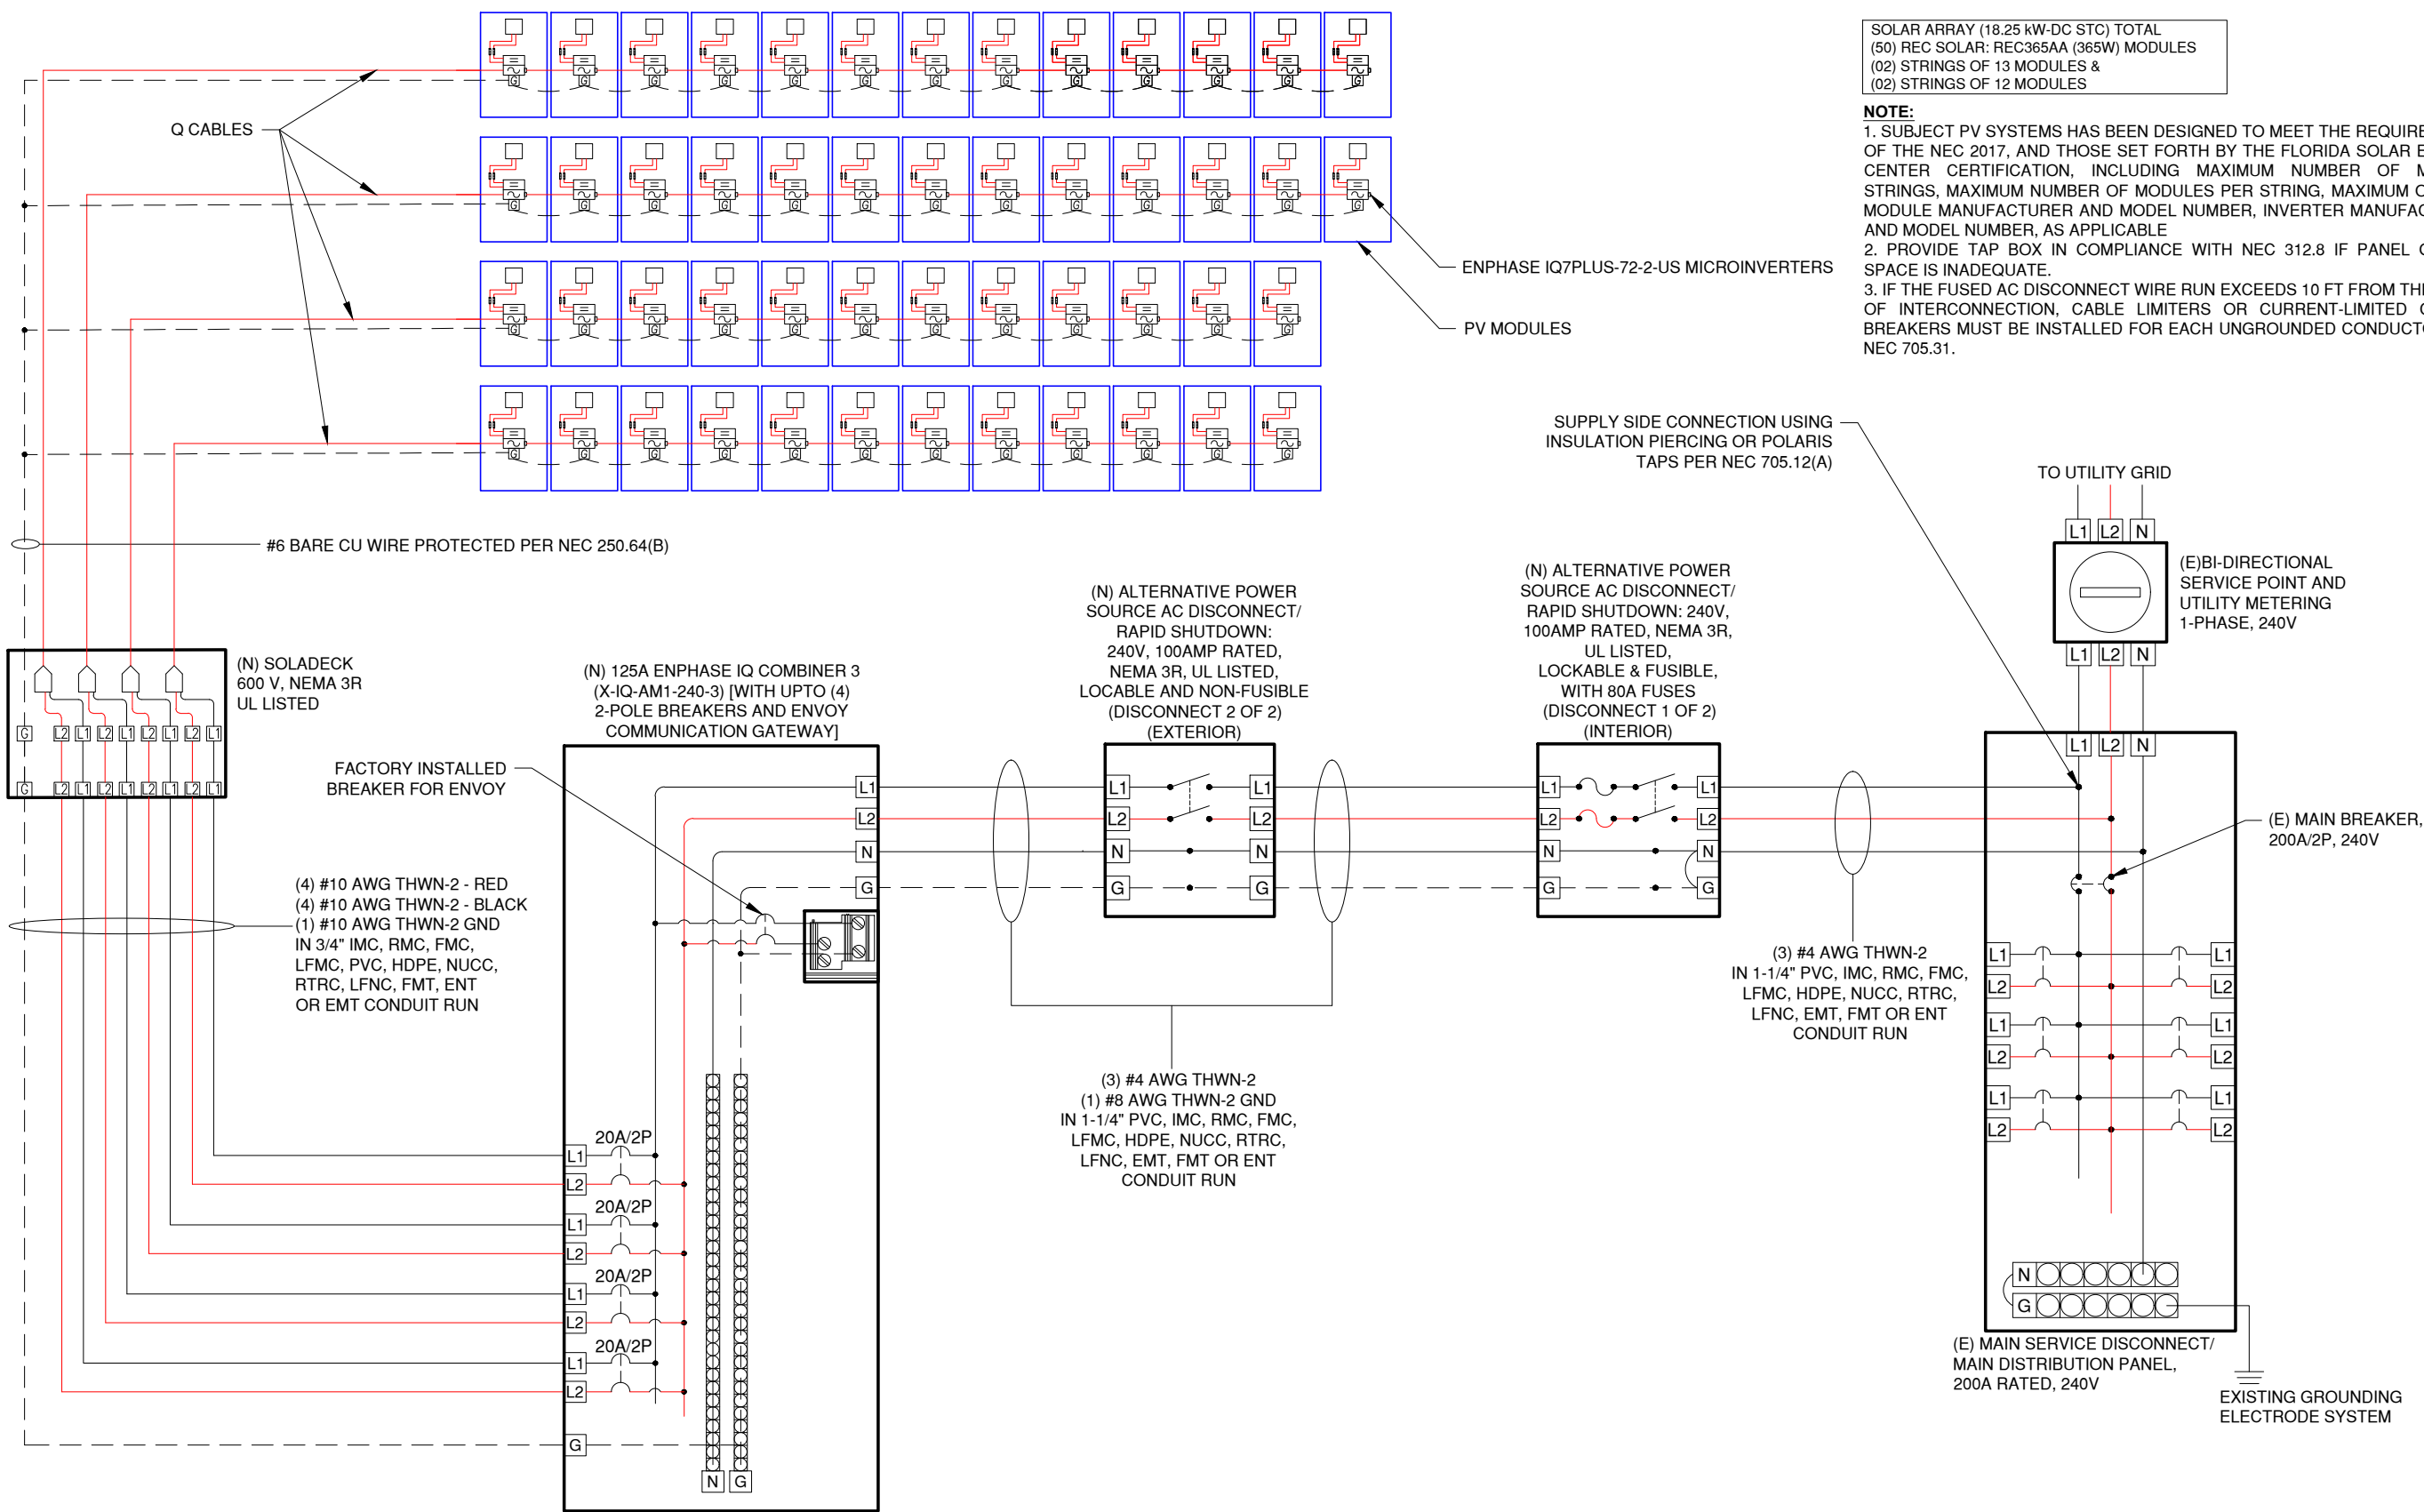 SOLAR ARRAY (18.25 kW-DC STC) TOTAL
(50) REC SOLAR: REC365AA (365W) MODULES
(02) STRINGS OF 13 MODULES &
(02) STRINGS OF 12 MODULES
NOTE:
1. SUBJECT PV SYSTEMS HAS BEEN DESIGNED TO MEET THE
OF THE NEC 2017, AND THOSE SET FORTH BY THE FLORIDA SOLAR
CENTER CERTIFICATION, INCLUDING MAXIMUM NUMBER OF
STRINGS, MAXIMUM NUMBER OF MODULES PER STRING, MAXIMUM
MODULE MANUFACTURER AND MODEL NUMBER, INVERTER
AND MODEL NUMBER, AS APPLICABLE
2. PROVIDE TAP BOX IN COMPLIANCE WITH NEC 312.8 IF PANEL
SPACE IS INADEQUATE.
3. IF THE FUSED AC DISCONNECT WIRE RUN EXCEEDS 10 FT FROM
OF INTERCONNECTION, CABLE LIMITERS OR CURRENT-LIMITED
BREAKERS MUST BE INSTALLED FOR EACH UNGROUNDED
NEC 705.31.
Q CABLES
ENPHASE IQ7PLUS-72-2-US MICROINVERTERS
PV MODULES
SUPPLY SIDE CONNECTION USING
INSULATION PIERCING OR POLARIS
TAPS PER NEC 705.12(A)
TO UTILITY GRID
L1 L2 N
(E)BI-DIRECTIONAL
SERVICE POINT AND
UTILITY METERING
1-PHASE, 240V
L1 L2 N
#6 BARE CU WIRE PROTECTED PER NEC 250.64(B)
(N) SOLADECK
600 V, NEMA 3R
UL LISTED
G L2 L1 L2 L1 L2 L1 L2 L1
G L2 L1 L2 L1 L2 L1 L2 L1
(N) 125A ENPHASE IQ COMBINER 3
(X-IQ-AM1-240-3) [WITH UPTO (4)
2-POLE BREAKERS AND ENVOY
COMMUNICATION GATEWAY]
FACTORY INSTALLED
BREAKER FOR ENVOY
L1
L2
N
G
(N) ALTERNATIVE POWER
SOURCE AC DISCONNECT/
RAPID SHUTDOWN:
240V, 100AMP RATED,
NEMA 3R, UL LISTED,
LOCABLE AND NON-FUSIBLE
(DISCONNECT 2 OF 2)
(EXTERIOR)
L1 L1
L2 L2
N N
G G
(N) ALTERNATIVE POWER
SOURCE AC DISCONNECT/
RAPID SHUTDOWN: 240V,
100AMP RATED, NEMA 3R,
UL LISTED,
LOCKABLE & FUSIBLE,
WITH 80A FUSES
(DISCONNECT 1 OF 2)
(INTERIOR)
L1 L1
L2 L2
N N
G G
L1 L2 N
(E) MAIN BREAKER,
200A/2P, 240V
(4) #10 AWG THWN-2 - RED
(4) #10 AWG THWN-2 - BLACK
(1) #10 AWG THWN-2 GND
IN 3/4" IMC, RMC, FMC,
LFMC, PVC, HDPE, NUCC,
RTRC, LFNC, FMT, ENT
OR EMT CONDUIT RUN
(3) #4 AWG THWN-2
(1) #8 AWG THWN-2 GND
IN 1-1/4" PVC, IMC, RMC, FMC,
LFMC, HDPE, NUCC, RTRC,
LFNC, EMT, FMT OR ENT
CONDUIT RUN
(3) #4 AWG THWN-2
IN 1-1/4" PVC, IMC, RMC, FMC,
LFMC, HDPE, NUCC, RTRC,
LFNC, EMT, FMT OR ENT
CONDUIT RUN
L1 L1
L2 L2
L1 L1
L2 L2
L1 L1
L2 L2
20A/2P
L1
L2
20A/2P
L1
L2
20A/2P
L1
L2
20A/2P
L1
L2
G
N G
N
G
(E) MAIN SERVICE DISCONNECT/
MAIN DISTRIBUTION PANEL,
200A RATED, 240V
EXISTING GROUNDING
ELECTRODE SYSTEM